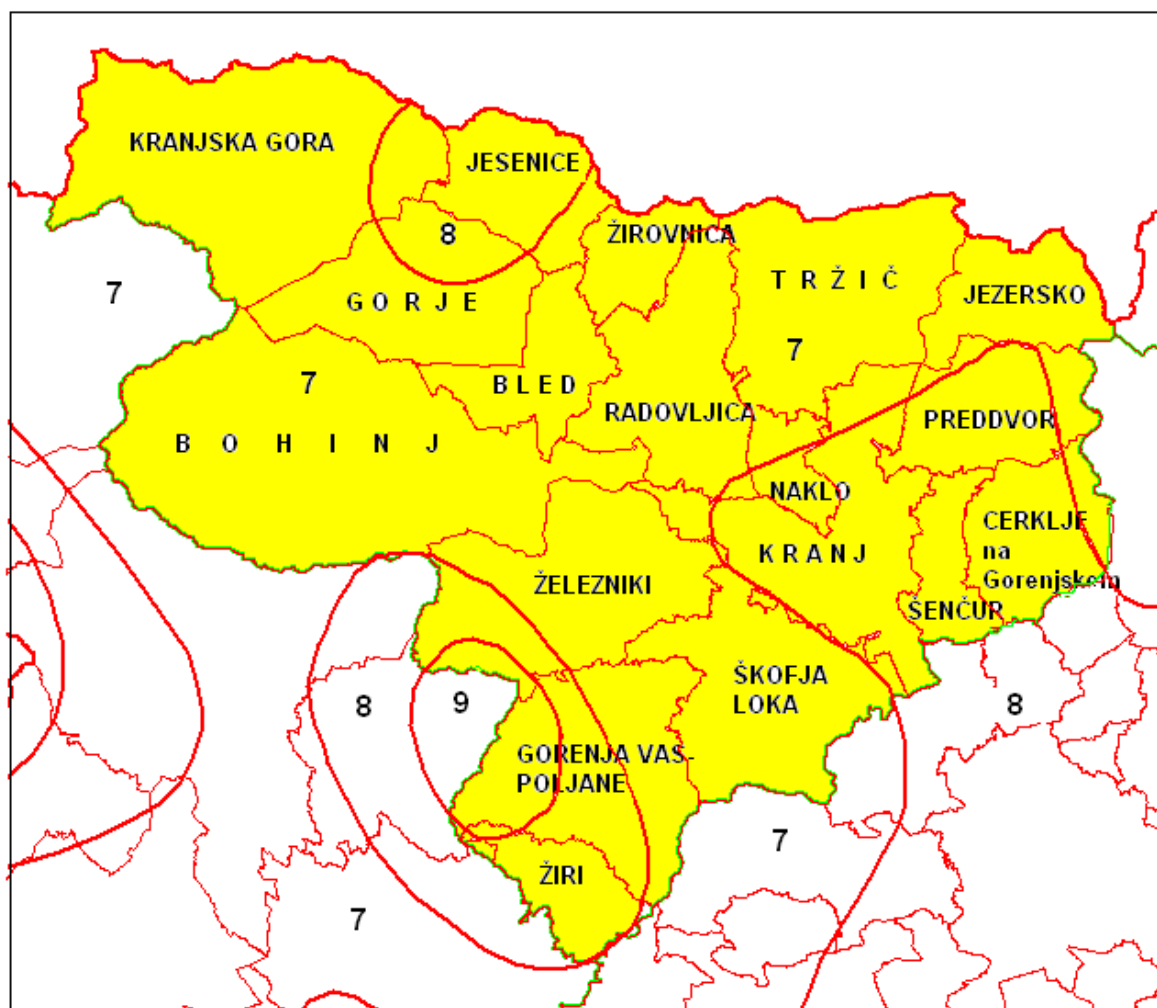 KRANJSKA GORA
JESENICE
8
ŽIROVNICA
7
G O R J E
T R Ž I Č
JEZERSKO
7
7
B L E D
RADOVLJICA
PREDDVOR
B O H I N J
NAKLO
CERKLJE
na
Gorenjskem
K R A N J
ŽELEZNIKI
ŠENČUR
ŠKOFJA
LOKA
8
9
8
GORENJA VAS-
POLJANE
7
ŽIRI
7